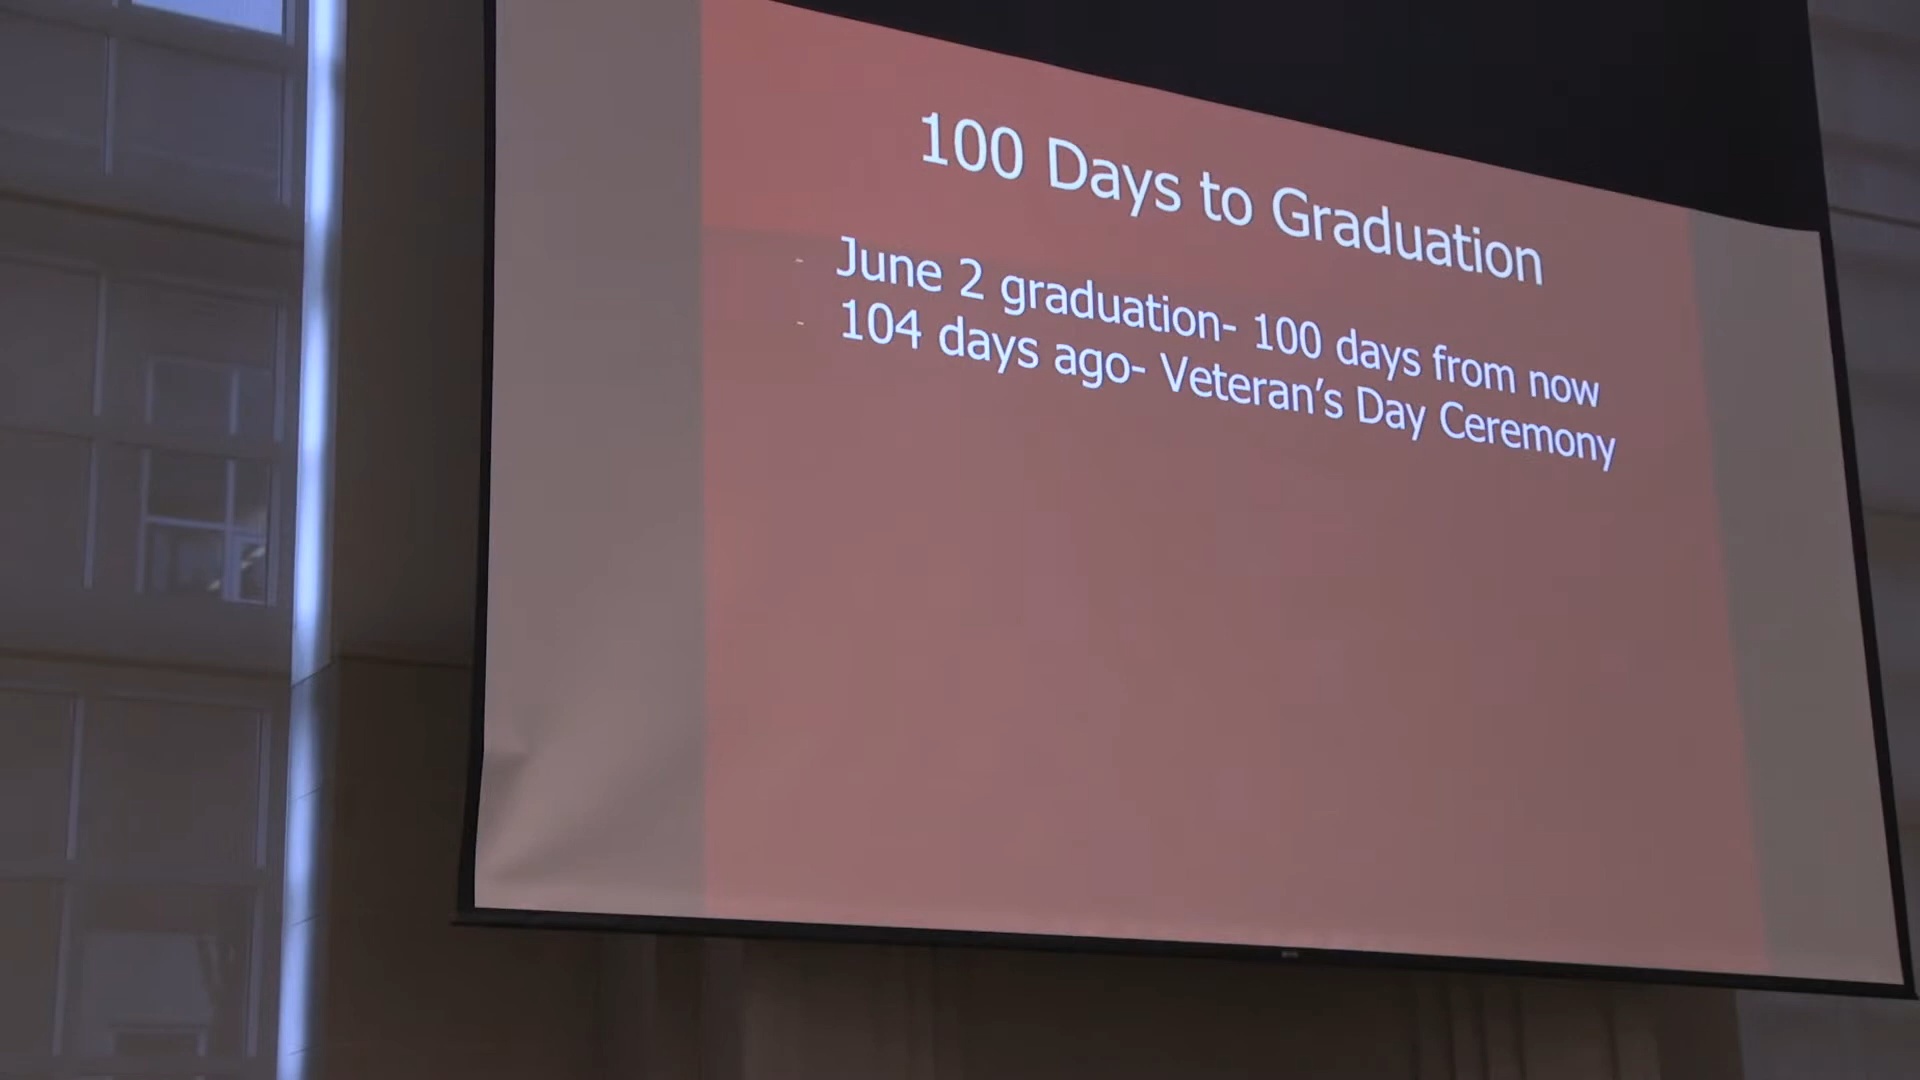 100 Days to Graduation
- June 2 graduation- 100 days from now
- 104 days ago- Veteran’s Day Ceremony